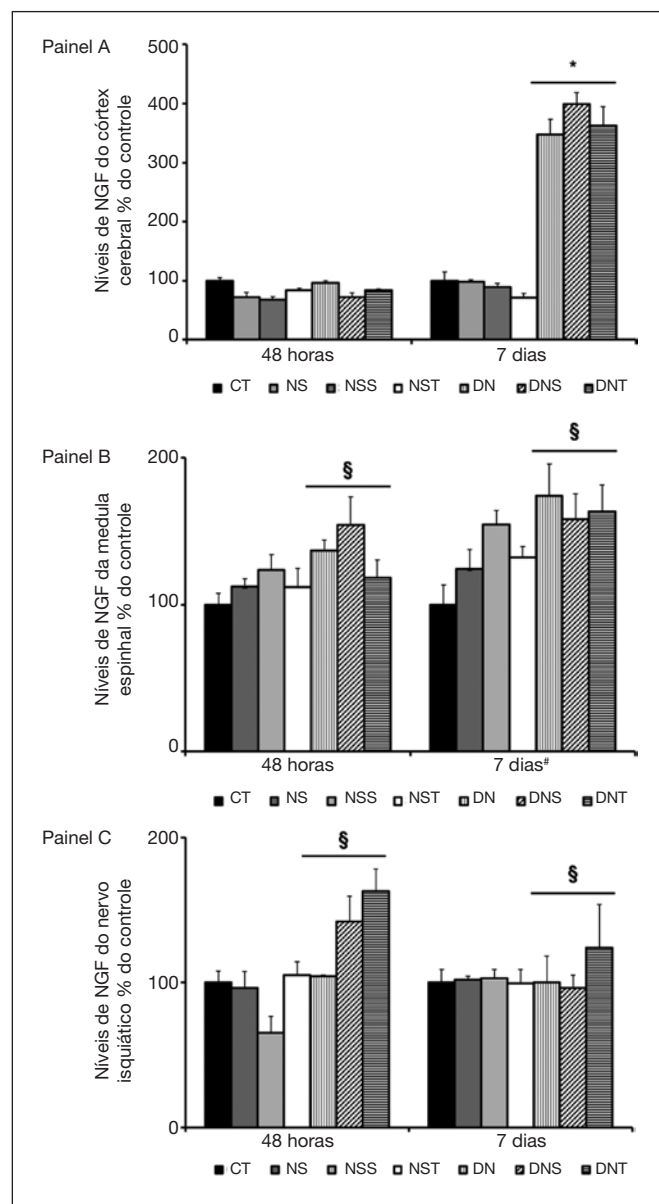 Painel A
Níveis de NGF do córtex
cerebral % do controle
500
400
300
200
100
0
*
48 horas
7 dias
CT NS NSS NST DN DNS DNT
Painel B
Níveis de NGF da medula
espinhal % do controle
200
100
0
§
§
48 horas
7 dias#
CT NS NSS NST DN DNS DNT
Painel C
Níveis de NGF do nervo
isquiático % do controle
200
100
0
§
§
48 horas
7 dias
CT NS NSS NST DN DNS DNT